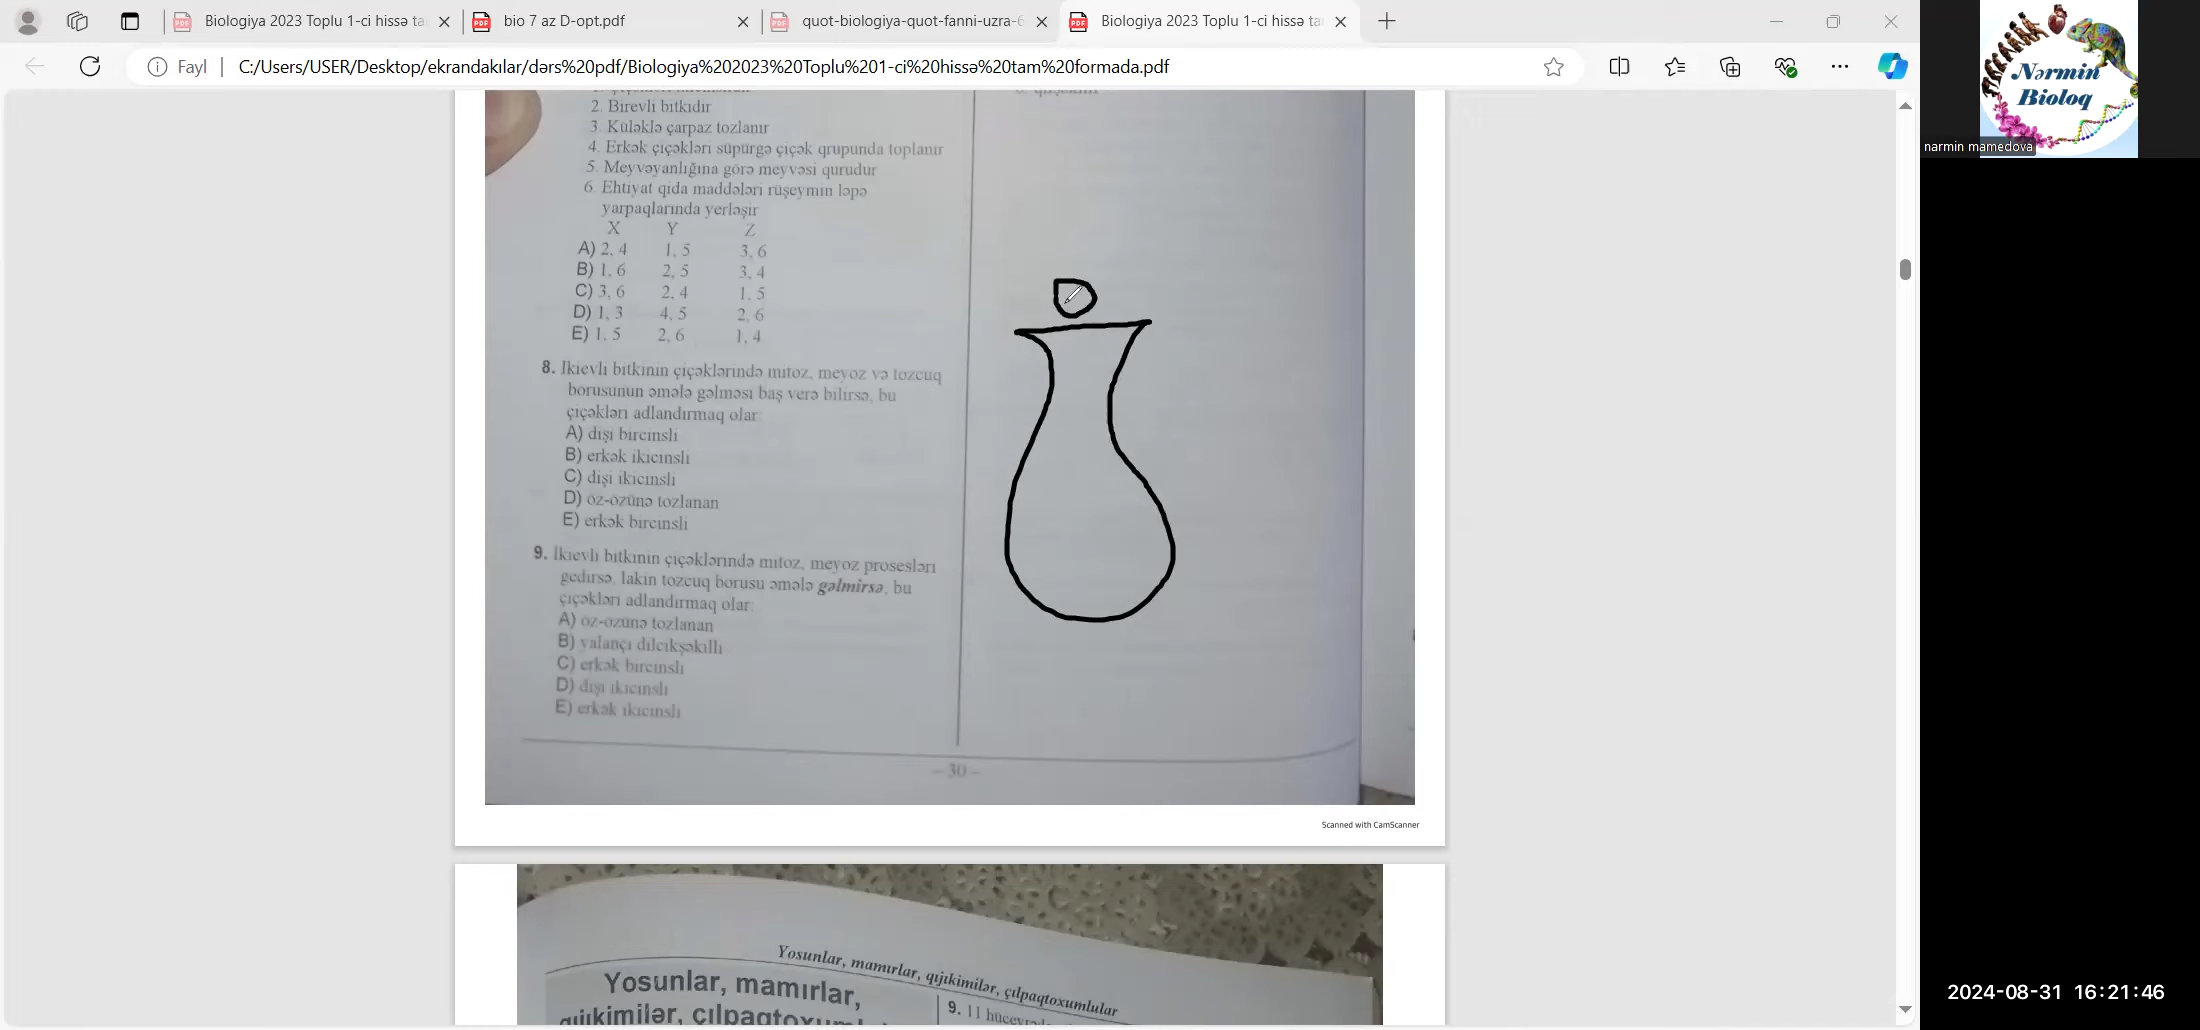 Biologiya 2023 Toplu 1-ci hissə ta
bio 7 az D-opt.pdf
quot-biologiya-quot-fanni-uzra-6
Biologiya 2023 Toplu 1-ci hissə ta
Fayl
C:/Users/USER/Desktop/ekrandakılar/dərs%20pdf/Biologiya%202023%20Toplu%201-ci%20hissə%20tam%20formada.pdf
Nərmin
Bioloq
narmin mamedova
2. Birevli bitkidir
3. Küləklə çarpaz tozlanır
4. Erkək çiçəkləri süpürgə çiçək qrupunda toplanır
5. Meyvəyanlığına görə meyvəsi qurudur
6. Ehtiyat qida maddələri rüşeymin ləpə
yarpaqlarında yerləşir
X Y Z
A) 2, 4 1, 5 3, 6
B) 1, 6 2, 5 3, 4
C) 3, 6 2, 4 1, 5
D) 1, 3 4, 5 2, 6
E) 1, 5 2, 6 1, 4
8. İkievli bitkinin çiçəklərində mitoz, meyoz və tozcuq
borusunun əmələ gəlməsi baş verə bilirsə, bu
çiçəkləri adlandırmaq olar:
A) dişi bircinsli
B) erkək ikicinsli
C) dişi ikicinsli
D) öz-özünə tozlanan
E) erkək bircinsli
9. İkievli bitkinin çiçəklərində mitoz, meyoz prosesləri
gedirsə, lakin tozcuq borusu əmələ gəlmirsə, bu
çiçəkləri adlandırmaq olar:
A) öz-özünə tozlanan
B) yalançı dilcikşəkilli
C) erkək bircinsli
D) dişi ikicinsli
E) erkək ikicinsli
– 30 –
Scanned with CamScanner
Yosunlar, mamırlar, qıjıkimilər, çılpaqtoxumlular
Yosunlar, mamırlar,
qıjıkimilər,
9. 11
2024-08-31 16:21:46